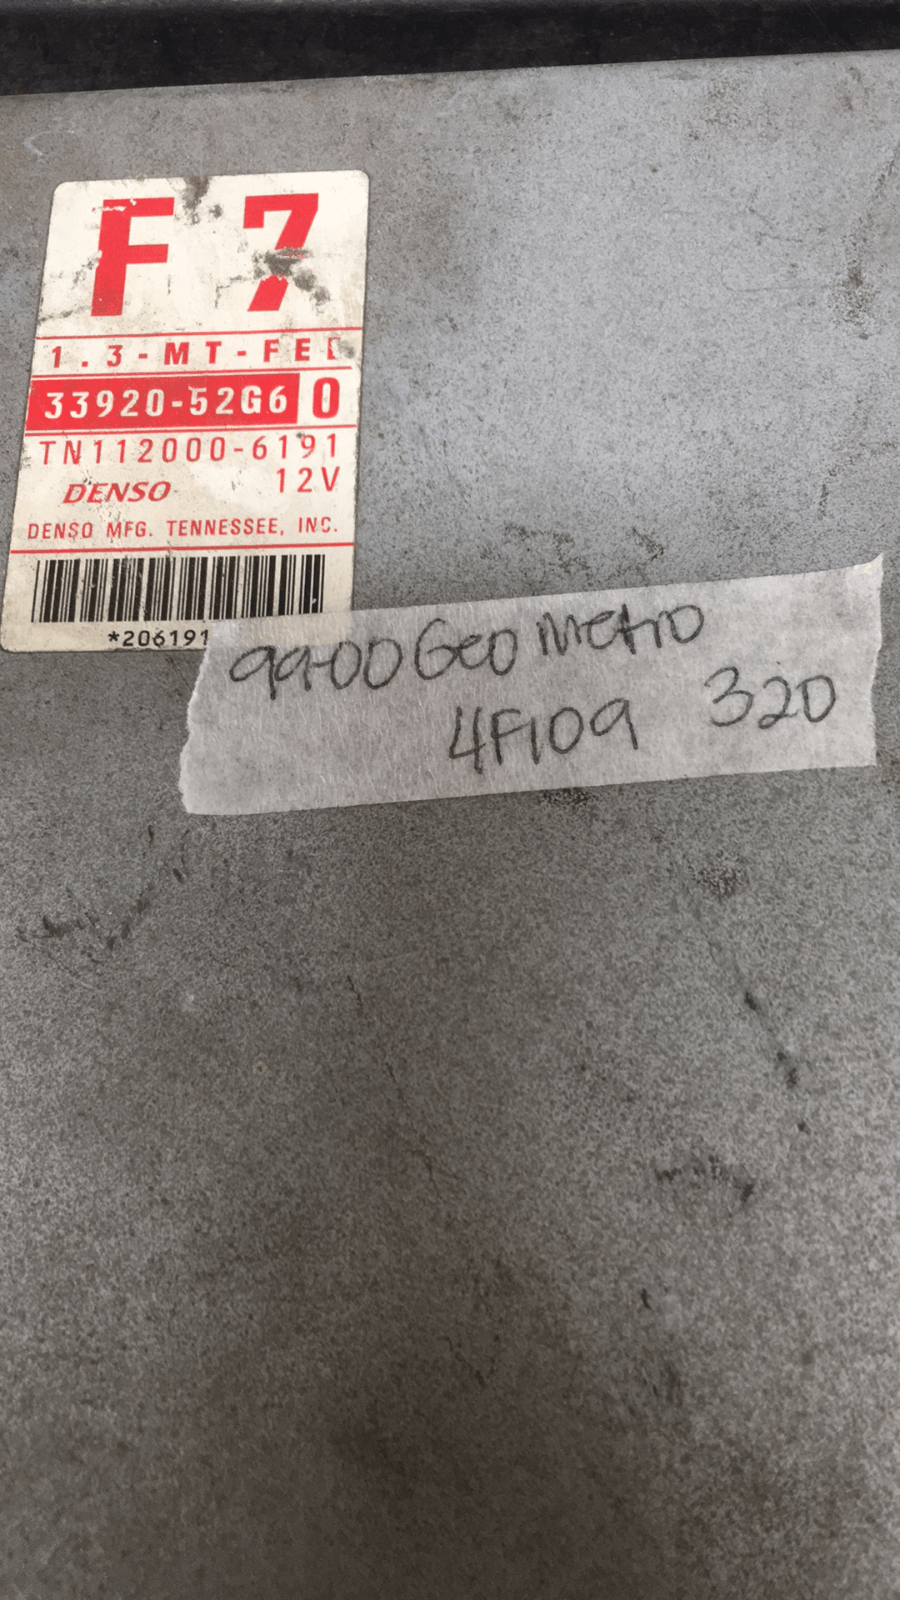 F 7
1.3-MT-FED
33920-52G6 0
TN112000-6191
DENSO 12V
DENSO MFG. TENNESSEE, INC.
*206191
99-00 Geo Metro
4F109 320